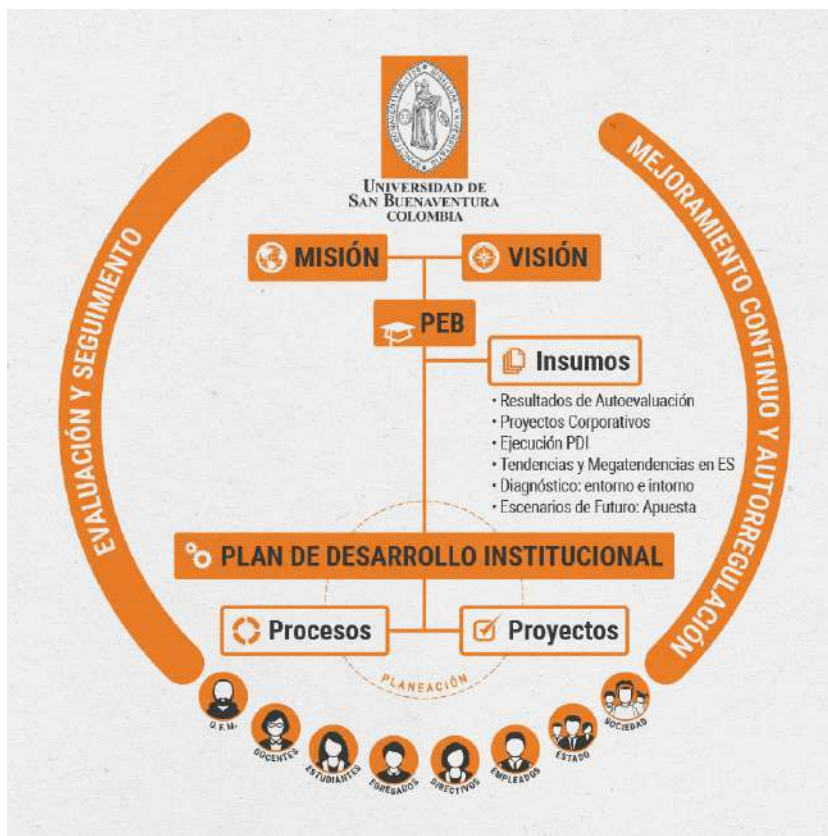 UNIVERSIDAD DE
SAN BUENAVENTURA
COLOMBIA
MISIÓN
VISIÓN
PEB
Insumos
• Resultados de Autoevaluación
• Proyectos Corporativos
• Ejecución PDI
• Tendencias y Megatendencias en ES
• Diagnóstico: entorno e intorno
• Escenarios de Futuro: Apuesta
PLAN DE DESARROLLO INSTITUCIONAL
Procesos
Proyectos
PLANEACIÓN
EVALUACIÓN Y SEGUIMIENTO
MEJORAMIENTO CONTINUO Y AUTORREGULACIÓN
O.F.M.
DOCENTES
ESTUDIANTES
EGRESADOS
DIRECTIVOS
EMPLEADOS
ESTADO
SOCIEDAD